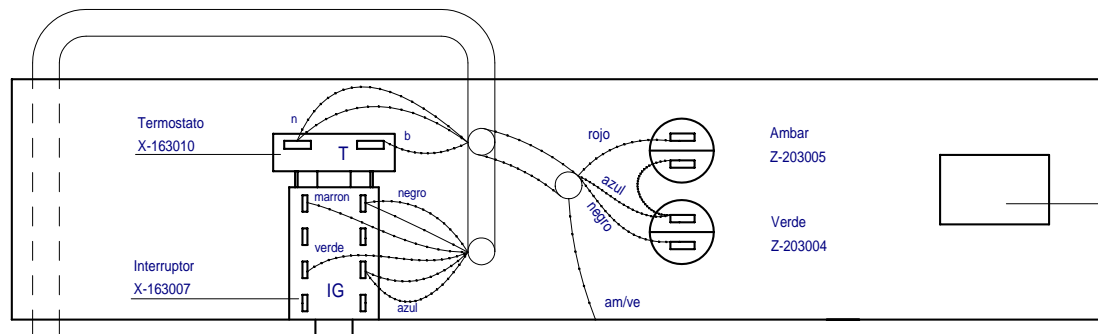 Termostato
X-163010
n
b
T
rojo
Ambar
Z-203005
azul
negro
Verde
Z-203004
marron
negro
verde
Interruptor
X-163007
IG
azul
am/ve